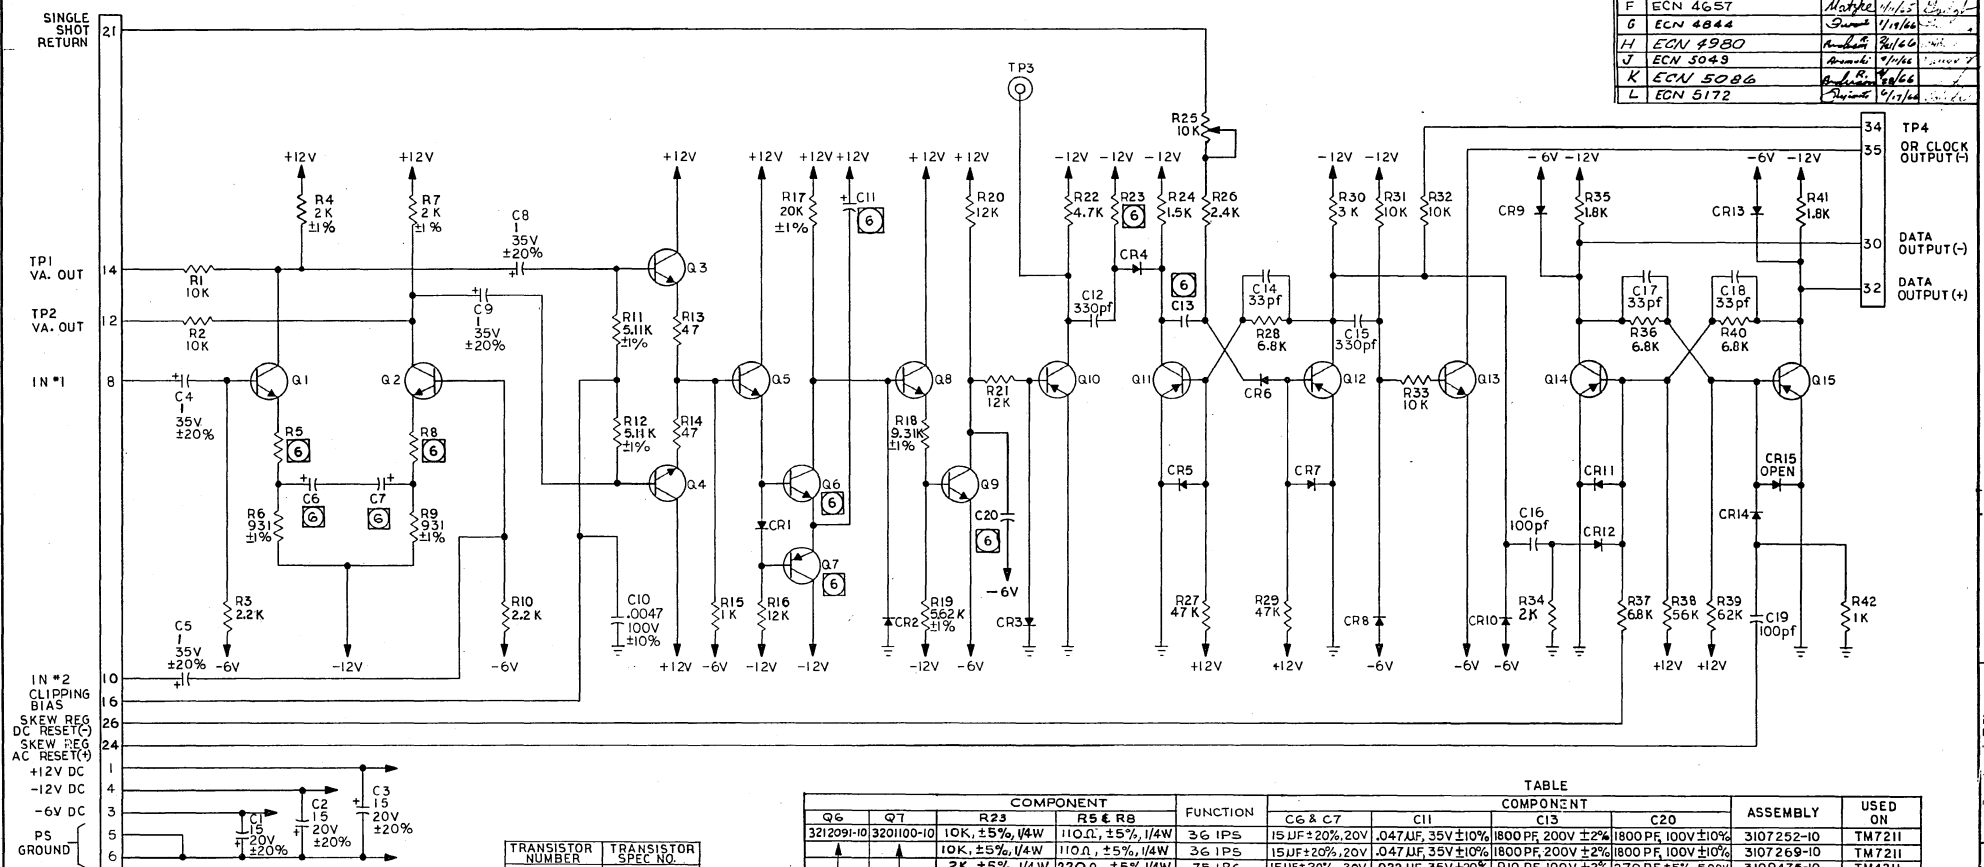 F ECN 4657 Matzke
G ECN 4844 1/19/66
H ECN 4980
J ECN 5049
K ECN 5086
L ECN 5172
SINGLE
SHOT
RETURN
21
TP3
R25
10K
34 TP4
35 OR CLOCK
OUTPUT(-)
+12V +12V +12V +12V +12V +12V +12V +12V -12V -12V -12V -12V -12V -6V -12V -6V -12V
R4
2K
±1%
R7
2K
±1%
C8
1
35V
±20%
+
R17
20K
±1%
+ C11
6
R20
12K
R22
4.7K
R23
6
R24
1.5K
R26
2.4K
R30
3K
R31
10K
R32
10K
CR9
R35
1.8K
CR13
R41
1.8K
30 DATA
OUTPUT(-)
32 DATA
OUTPUT(+)
TP1
VA. OUT
14
R1
10K
Q3
CR4
6
C13
C12
330pf
C14
33pf
R28
6.8K
C15
330pf
C17
33pf
R36
6.8K
C18
33pf
R40
6.8K
TP2
VA. OUT
12
R2
10K
+
C9
1
35V
±20%
R11
5.11K
±1%
R13
47
IN #1
8
+
C4
1
35V
±20%
Q1
Q2
Q5
Q8
R21
12K
Q10
Q11
CR6
Q12
R33
10K
Q13
Q14
Q15
R5
6
R8
6
R12
5.11K
±1%
R14
47
R18
9.31K
±1%
+
C6
6
C7
+
6
Q4
Q6
6
Q9
C20
6
-6V
CR5
CR7
CR11
CR15
OPEN
R6
931
±1%
R9
931
±1%
CR1
Q7
6
C16
100pf
CR12
CR14
R3
2.2K
R10
2.2K
C10
.0047
100V
±10%
R15
1K
R16
12K
CR2
R19
5.62K
±1%
CR3
R27
47K
R29
47K
CR8
CR10
R34
2K
R37
6.8K
R38
56K
R39
62K
C19
100pf
R42
1K
C5
1
35V
±20%
+
-6V -12V -6V +12V -6V -12V -12V -12V -6V +12V +12V -6V -6V -6V +12V +12V
IN #2
10
CLIPPING
BIAS
16
SKEW REG
DC RESET(-)
26
SKEW REG
AC RESET(+)
24
+12V DC 1
-12V DC 4
-6V DC 3
PS
GROUND
5
6
C1
15
20V
±20%
+
C2
15
20V
±20%
+
C3
15
20V
±20%
+
TRANSISTOR
NUMBER
TRANSISTOR
SPEC NO.
TABLE
COMPONENT FUNCTION COMPONENT ASSEMBLY USED
ON
Q6 Q7 R23 R5 & R8 C6 & C7 C11 C13 C20
3212091-10 3201100-10 10K, ±5%, 1/4W 110Ω, ±5%, 1/4W 36 IPS 15UF±20%, 20V .047UF, 35V±10% 1800PF, 200V ±2% 1800PF, 100V±10% 3107252-10 TM7211
10K, ±5%, 1/4W 110Ω, ±5%, 1/4W 36 IPS 15UF±20%, 20V .047UF, 35V±10% 1800PF, 200V ±2% 1800PF, 100V±10% 3107269-10 TM7211